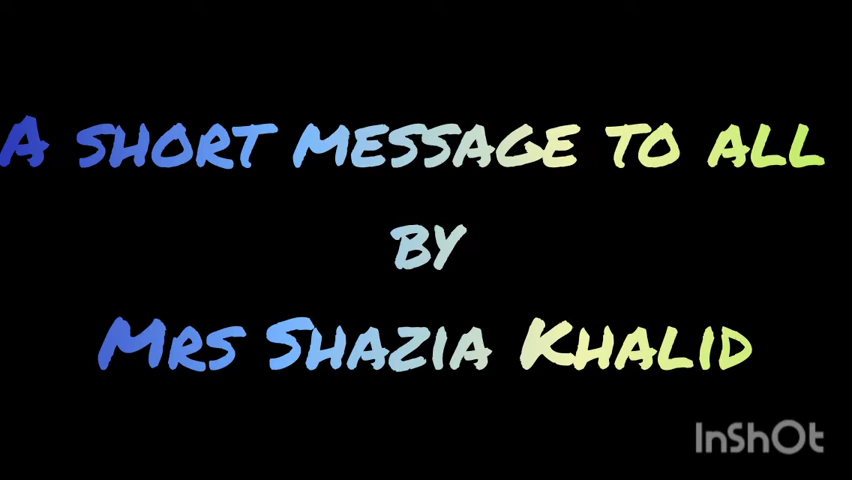 A SHORT MESSAGE TO ALL
BY
MRS SHAZIA KHALID
InShOt